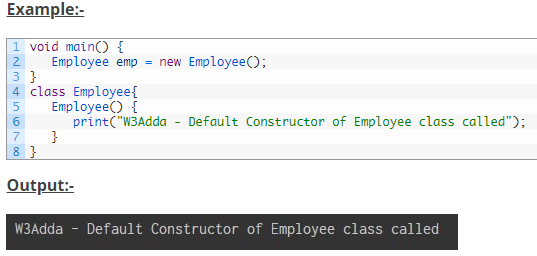 Example:-
1 void main() {
2 Employee emp = new Employee();
3 }
4 class Employee{
5 Employee() {
6 print("W3Adda - Default Constructor of Employee class called");
7 }
8 }
Output:-
W3Adda - Default Constructor of Employee class called